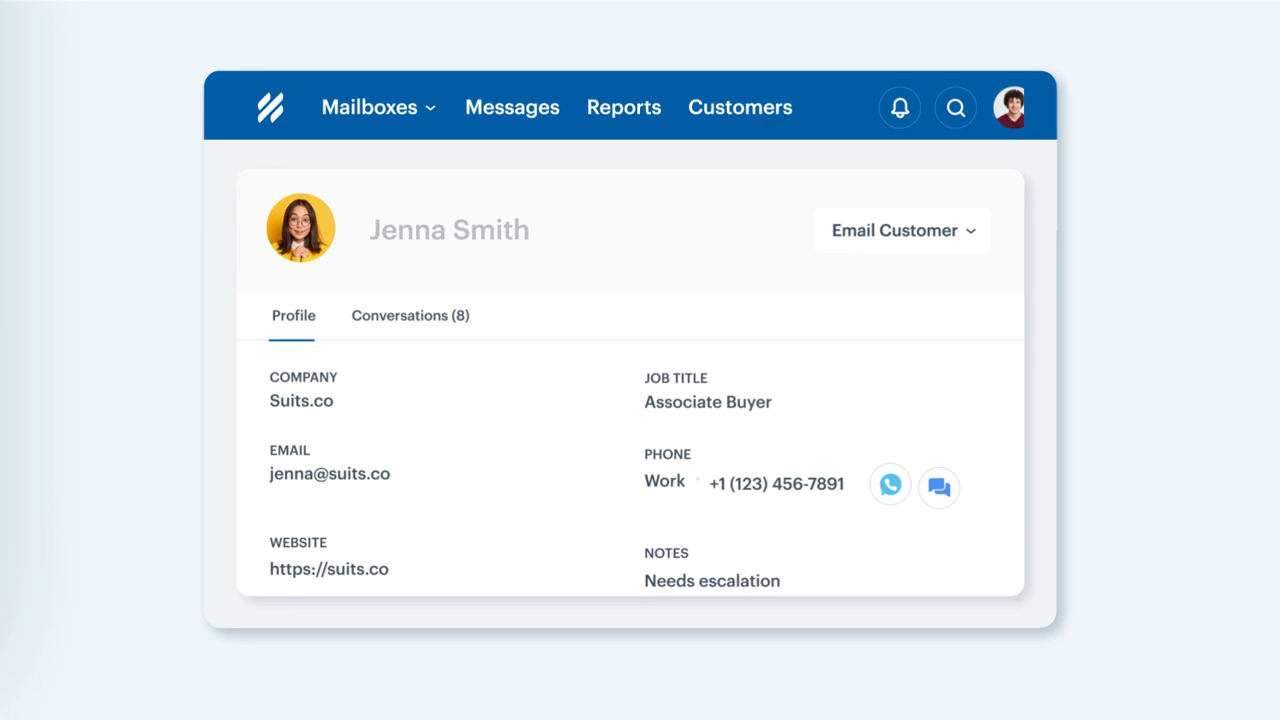 Mailboxes Messages Reports Customers
Jenna Smith
Email Customer
Profile Conversations (8)
COMPANY
Suits.co
JOB TITLE
Associate Buyer
EMAIL
jenna@suits.co
PHONE
Work +1 (123) 456-7891
WEBSITE
https://suits.co
NOTES
Needs escalation